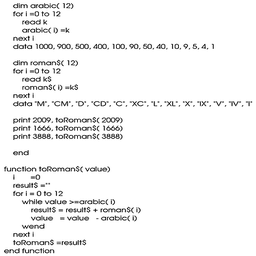 dim arabic( 12)
for i =0 to 12
read k
arabic( i) =k
next i
data 1000, 900, 500, 400, 100, 90, 50, 40, 10, 9, 5, 4, 1
dim roman$( 12)
for i =0 to 12
read k$
roman$( i) =k$
next i
data "M", "CM", "D", "CD", "C", "XC", "L", "XL", "X", "IX", "V", "IV", "I"
print 2009, toRoman$( 2009)
print 1666, toRoman$( 1666)
print 3888, toRoman$( 3888)
end
function toRoman$( value)
i =0
result$ =""
for i = 0 to 12
while value >=arabic( i)
result$ = result$ + roman$( i)
value = value - arabic( i)
wend
next i
toRoman$ =result$
end function